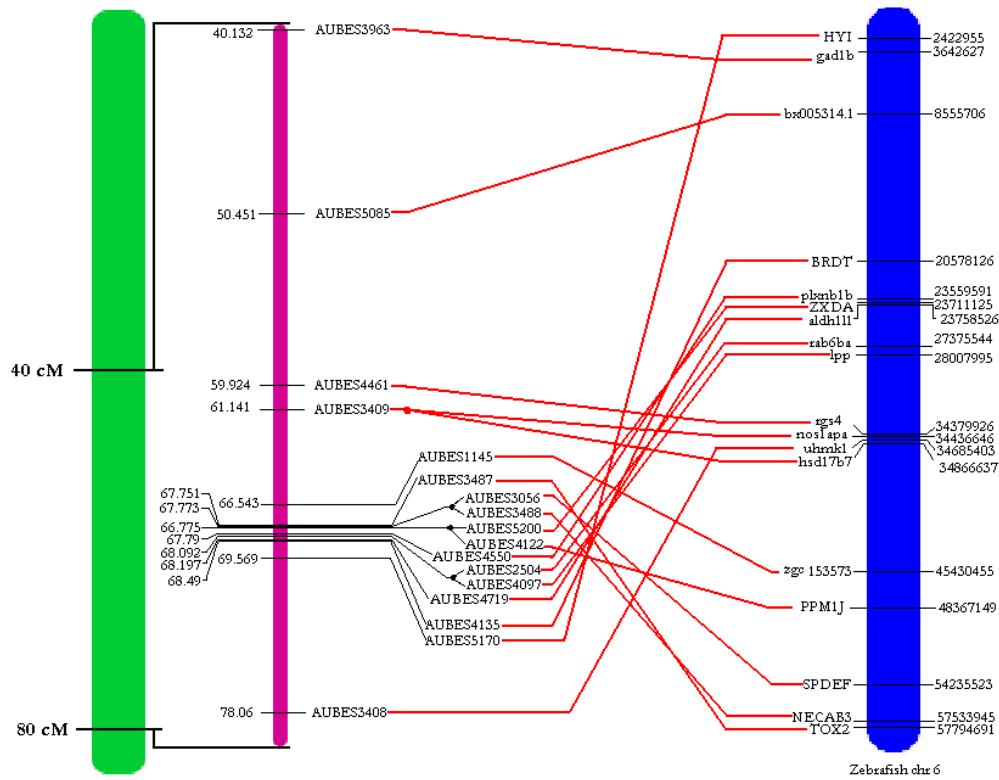 40 cM
80 cM
40.132
50.451
59.924
61.141
67.751
66.543
67.773
66.775
67.79
68.092
68.197
69.569
68.49
78.06
AUBES3963
AUBES5085
AUBES4461
AUBES3409
AUBES1145
AUBES3487
AUBES3056
AUBES3488
AUBES5200
AUBES4122
AUBES4550
AUBES2504
AUBES4097
AUBES4719
AUBES4135
AUBES5170
AUBES3408
HYI
gad1b
bx005314.1
BRDT
plxnb1b
ZXDA
aldh1l1
rab6ba
lpp
rgs4
nos1apa
uhmk1
hsd17b7
zgc 153573
PPM1J
SPDEF
NECAB3
TOX2
2422955
3642627
8555706
20578126
23559591
23711125
23758526
27375544
28007995
34379926
34436646
34685403
34866637
45430455
48367149
54235523
57533945
57794691
Zebrafish chr 6